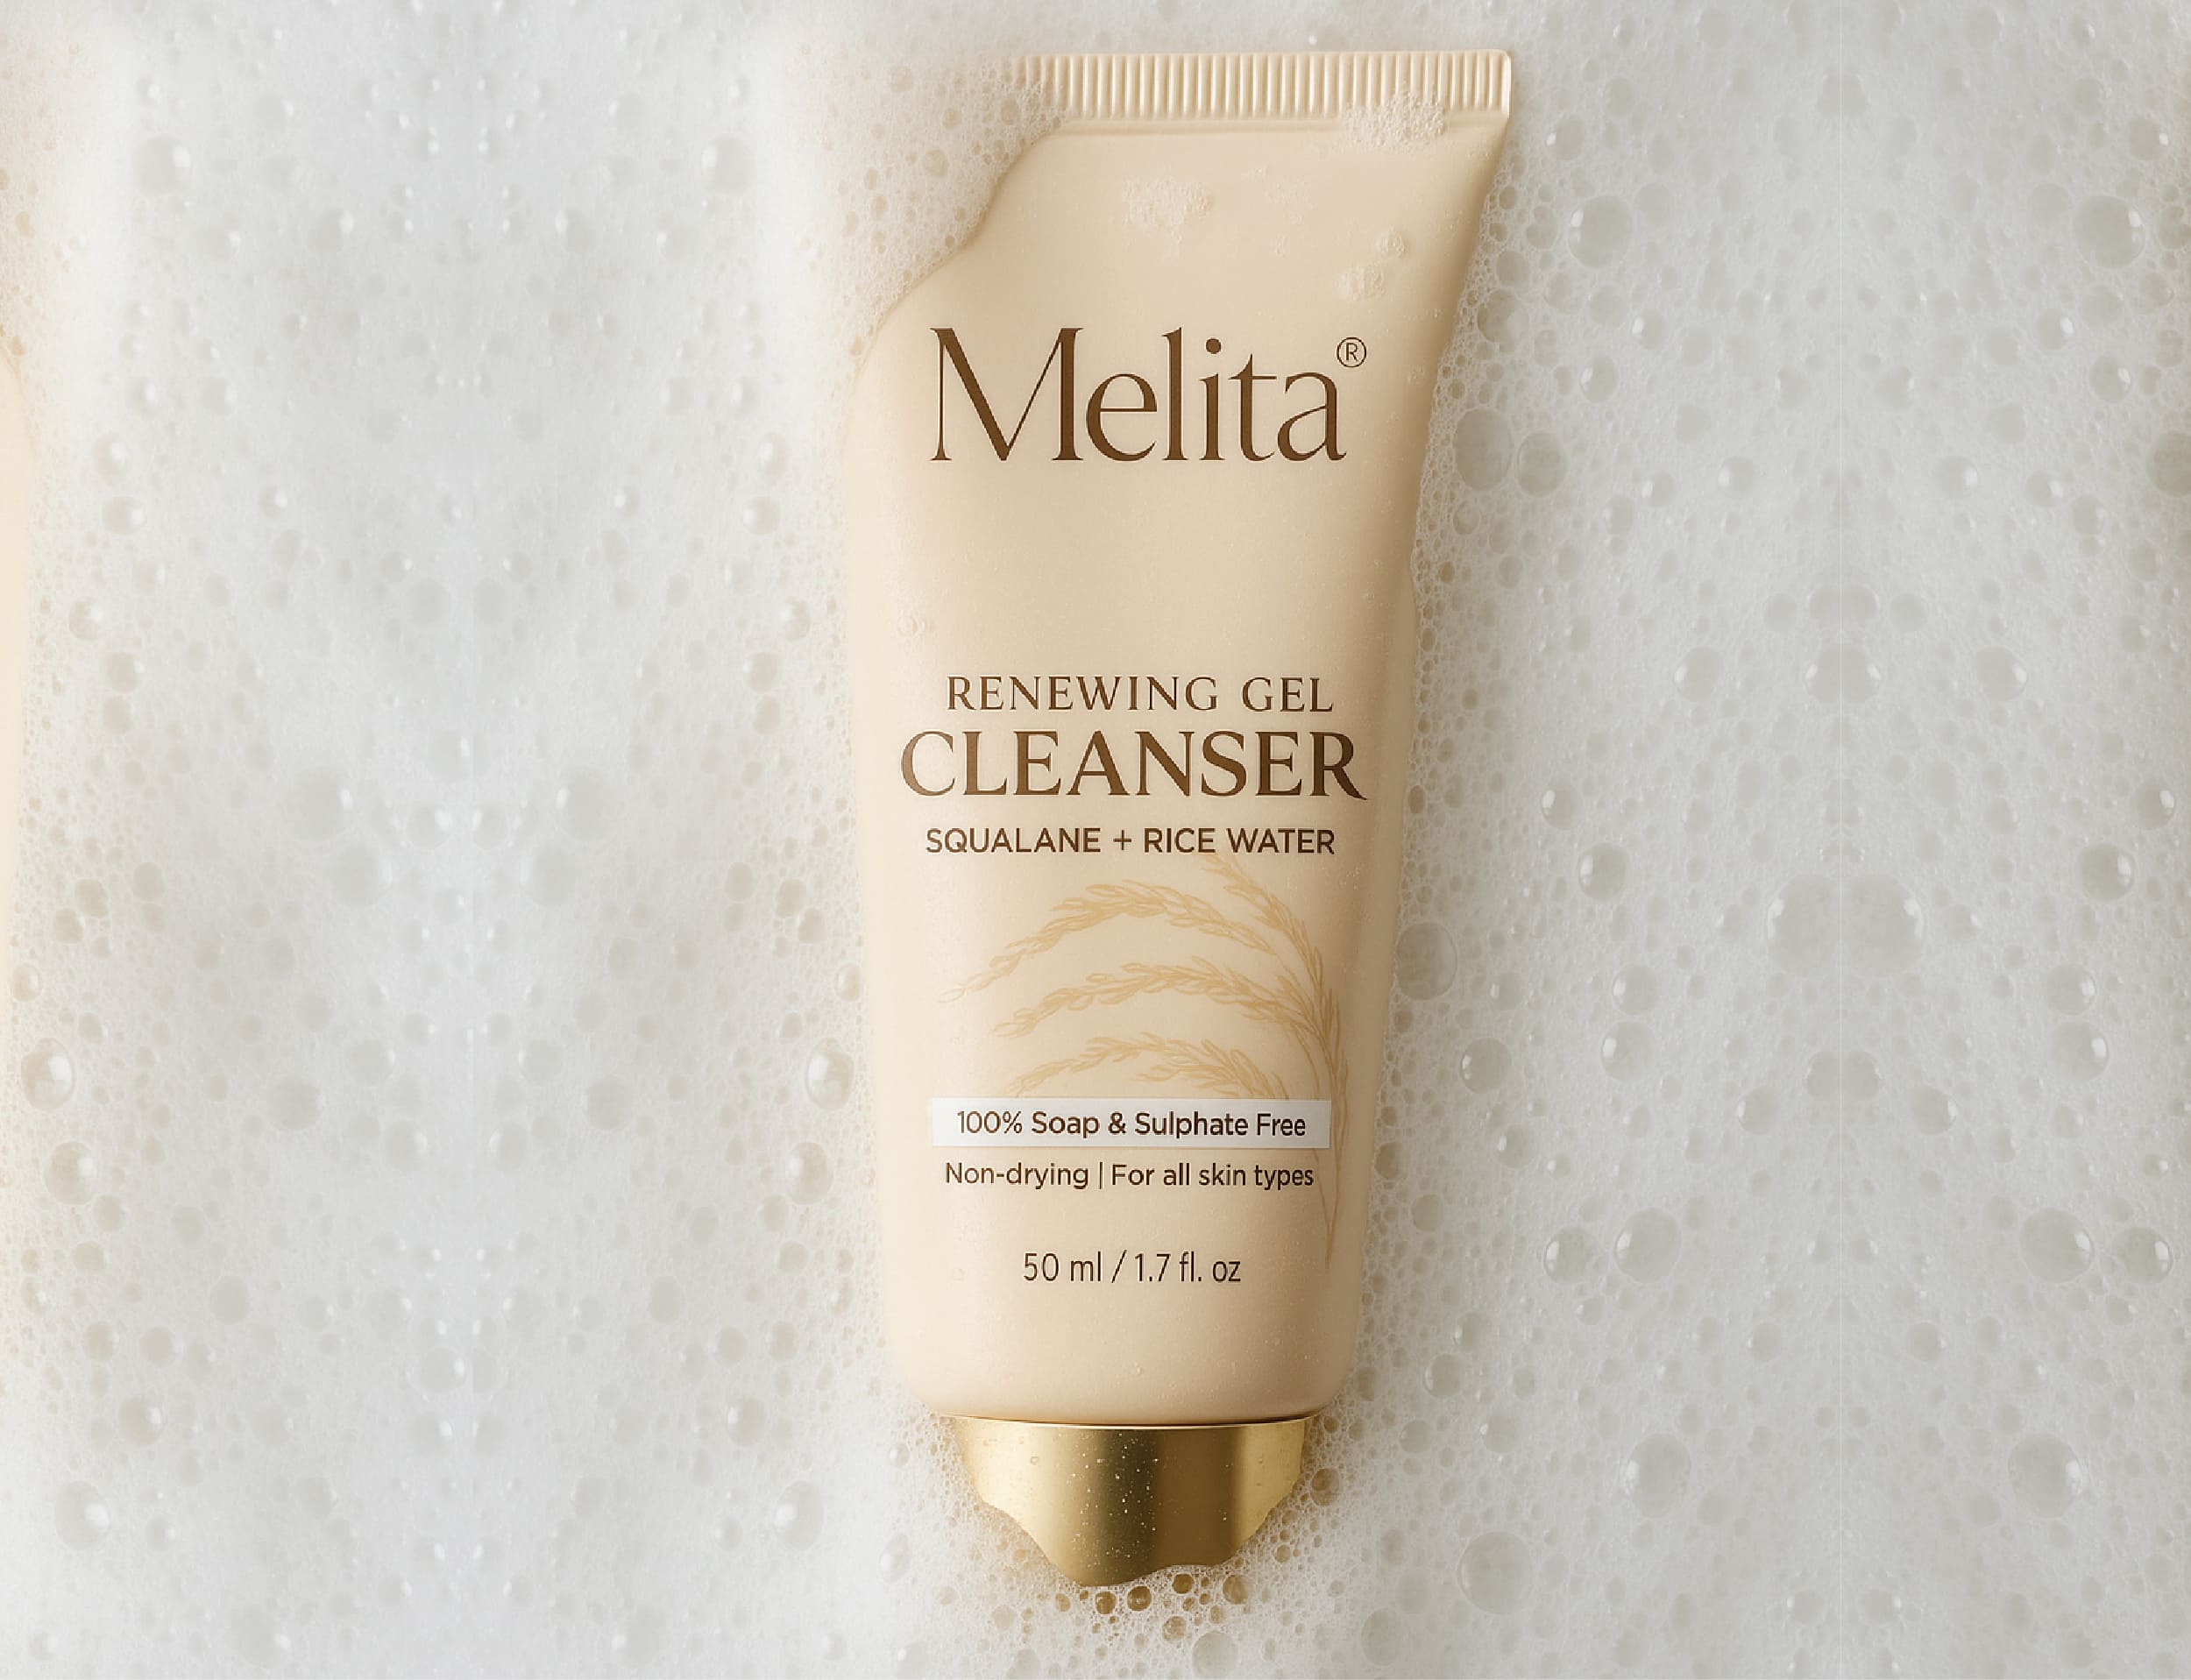 Melita®
RENEWING GEL
CLEANSER
SQUALANE + RICE WATER
100% Soap & Sulphate Free
Non-drying | For all skin types
50 ml / 1.7 fl. oz